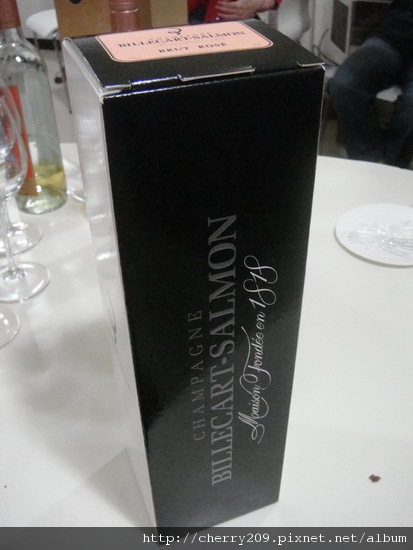 BILLECART-SALMON
BRUT ROSÉ
CHAMPAGNE
BILLECART-SALMON
Maison Fondée en 1818
http://cherry209.pixnet.net/album